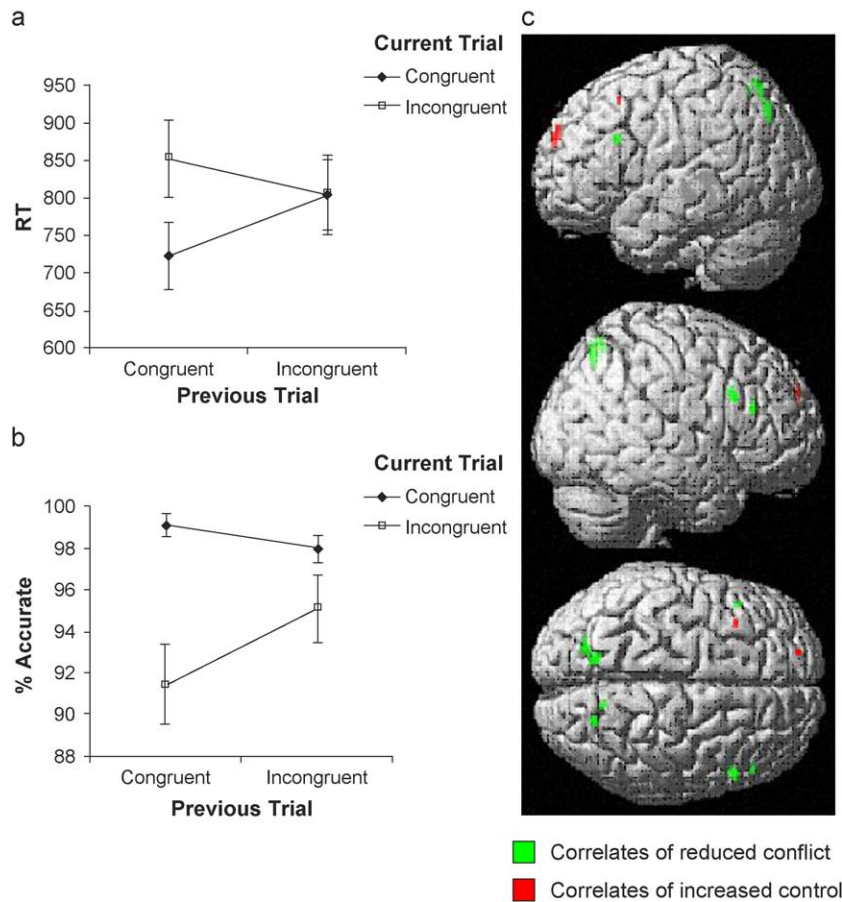 a
Current Trial
Congruent
Incongruent
950
900
850
800
750
700
650
600
RT
Congruent
Incongruent
Previous Trial
b
Current Trial
Congruent
Incongruent
100
98
96
94
92
90
88
% Accurate
Congruent
Incongruent
Previous Trial
c
Correlates of reduced conflict
Correlates of increased control